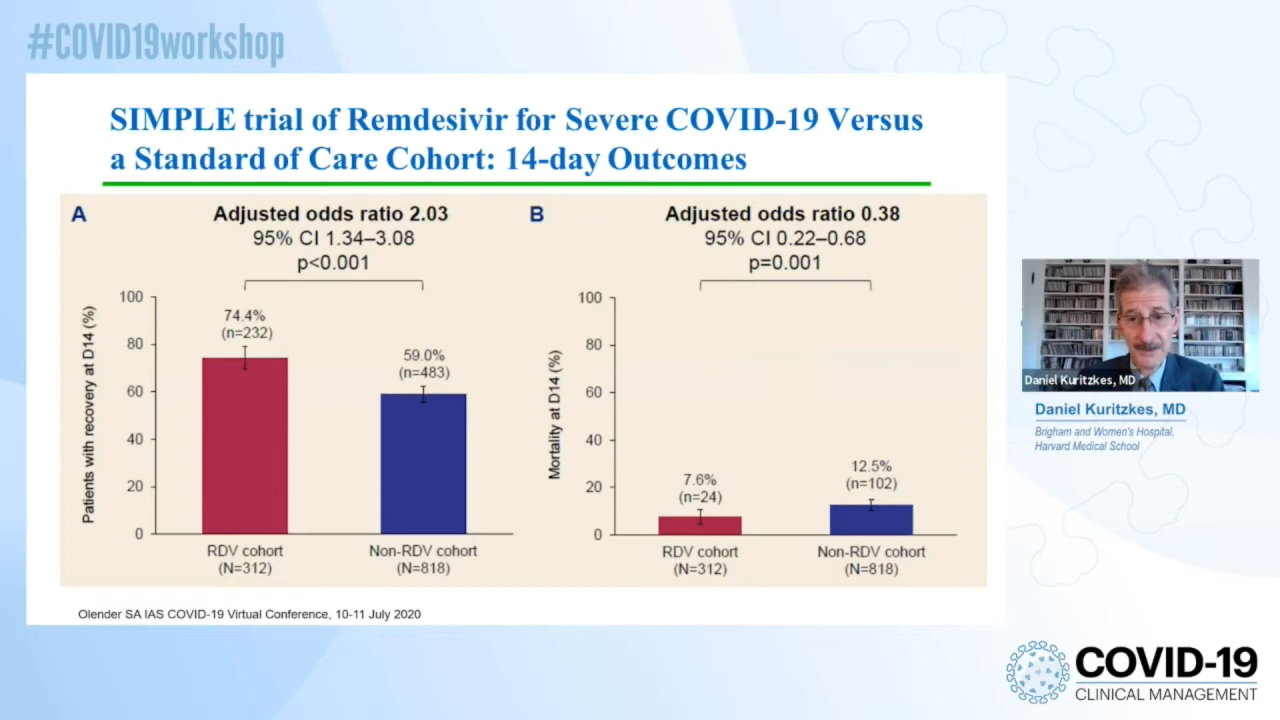 #COVID19workshop
SIMPLE trial of Remdesivir for Severe COVID-19 Versus
a Standard of Care Cohort: 14-day Outcomes
A
Adjusted odds ratio 2.03
95% CI 1.34–3.08
p<0.001
Patients with recovery at D14 (%)
100
80
60
40
20
0
74.4%
(n=232)
59.0%
(n=483)
RDV cohort
(N=312)
Non-RDV cohort
(N=818)
B
Adjusted odds ratio 0.38
95% CI 0.22–0.68
p=0.001
Mortality at D14 (%)
100
80
60
40
20
0
7.6%
(n=24)
12.5%
(n=102)
RDV cohort
(N=312)
Non-RDV cohort
(N=818)
Olender SA IAS COVID-19 Virtual Conference, 10-11 July 2020
Daniel Kuritzkes, MD
Daniel Kuritzkes, MD
Brigham and Women's Hospital,
Harvard Medical School
COVID-19
CLINICAL MANAGEMENT